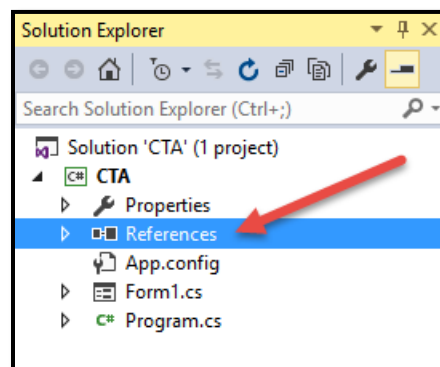 Solution Explorer
Search Solution Explorer (Ctrl+;)
Solution 'CTA' (1 project)
C# CTA
Properties
References
App.config
Form1.cs
C# Program.cs